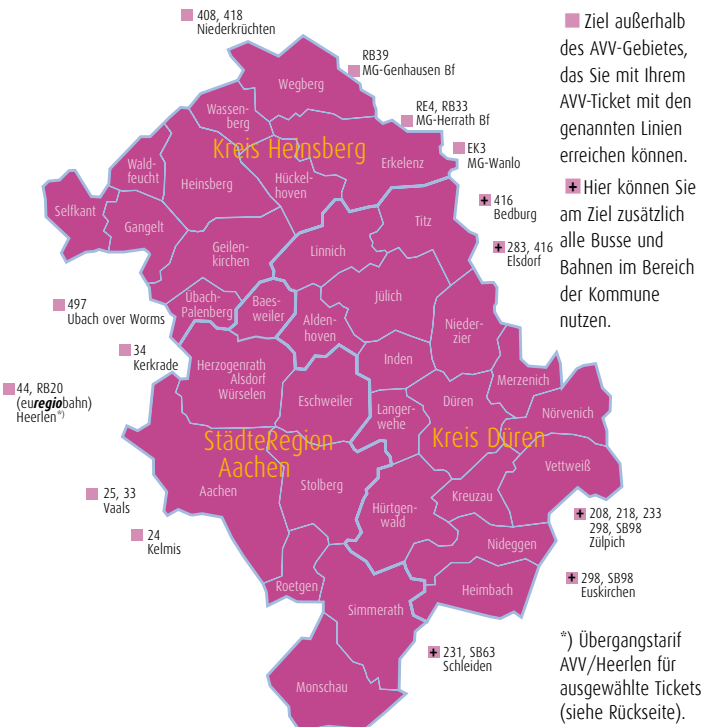 408, 418
Niederkrüchten
RB39
MG-Genhausen Bf
RE4, RB33
MG-Herrath Bf
EK3
MG-Wanlo
416
Bedburg
283, 416
Elsdorf
Ziel außerhalb
des AVV-Gebietes,
das Sie mit Ihrem
AVV-Ticket mit den
genannten Linien
erreichen können.
Hier können Sie
am Ziel zusätzlich
alle Busse und
Bahnen im Bereich
der Kommune
nutzen.
Wegberg
Wassen-
berg
Kreis Heinsberg
Wald-
feucht
Heinsberg
Hückel-
hoven
Erkelenz
Selfkant
Gangelt
Geilen-
kirchen
Titz
Linnich
Übach-
Palenberg
Baes-
weiler
Jülich
Alden-
hoven
Nieder-
zier
497
Ubach over Worms
34
Kerkrade
44, RB20
(euregiobahn)
Heerlen*)
Herzogenrath
Alsdorf
Würselen
Eschweiler
Inden
Langer-
wehe
Düren
Merzenich
Nörvenich
StädteRegion
Aachen
Kreis Düren
Vettweiß
Aachen
Stolberg
Hürtgen-
wald
Kreuzau
25, 33
Vaals
24
Kelmis
Nideggen
208, 218, 233
298, SB98
Zülpich
Roetgen
Simmerath
Heimbach
298, SB98
Euskirchen
231, SB63
Schleiden
Monschau
*) Übergangstarif
AVV/Heerlen für
ausgewählte Tickets
(siehe Rückseite).